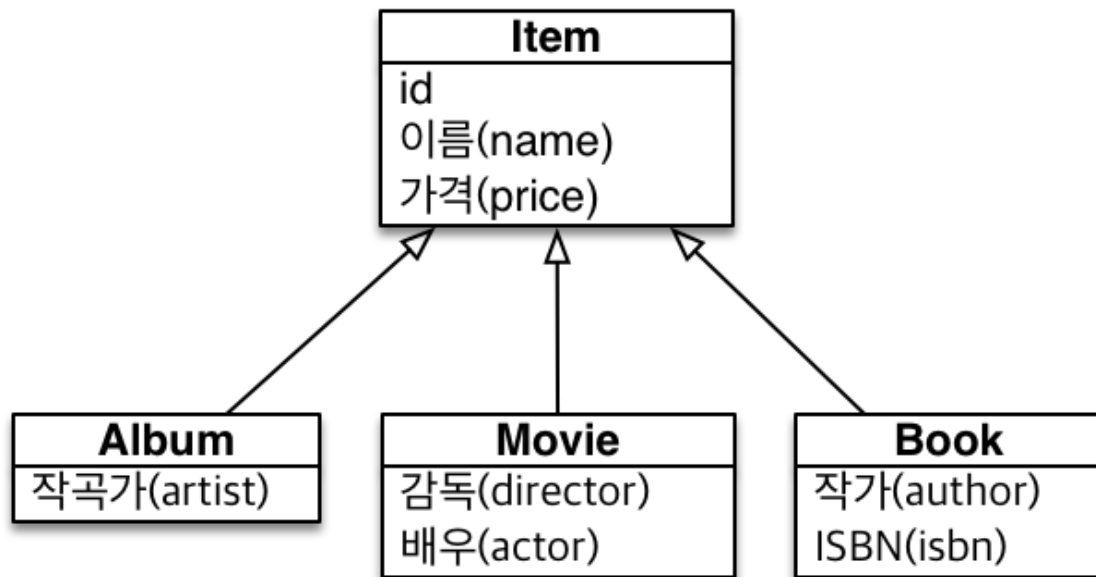 Item
id
이름(name)
가격(price)
Album
작곡가(artist)
Movie
감독(director)
배우(actor)
Book
작가(author)
ISBN(isbn)